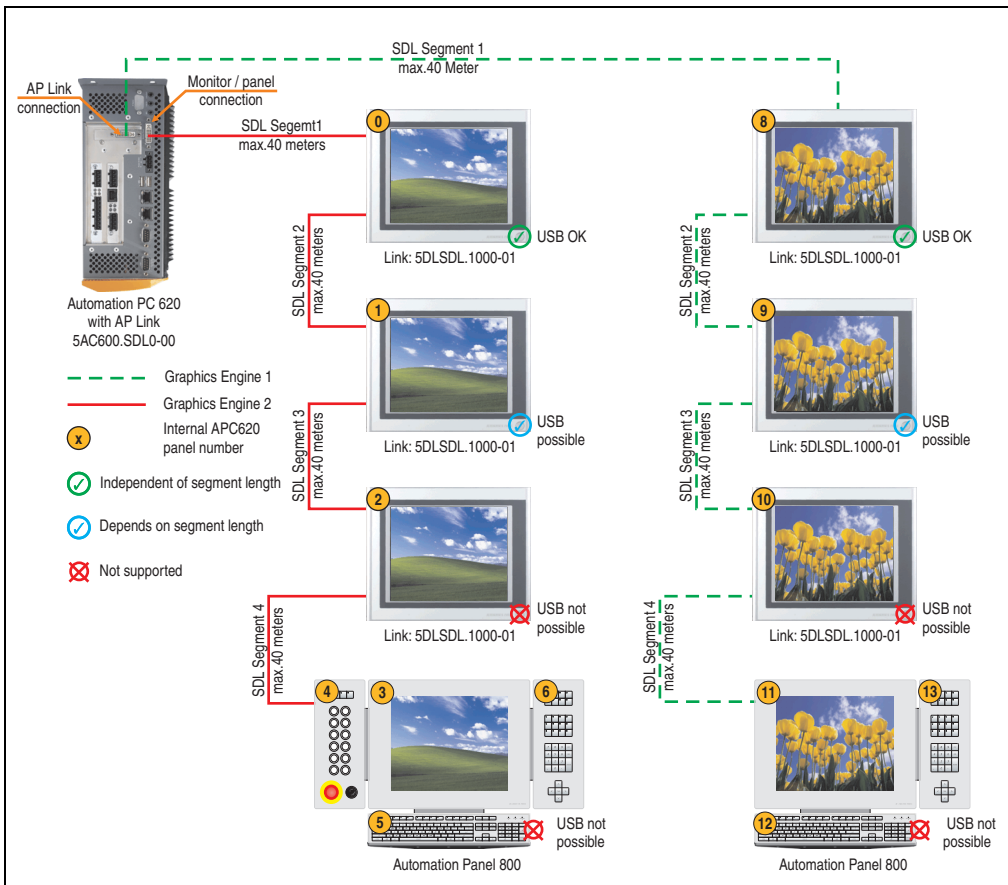 SDL Segment 1
max.40 Meter
AP Link
connection
Monitor / panel
connection
SDL Segemt1
max.40 meters
0
8
USB OK
Link: 5DLSDL.1000-01
USB OK
Link: 5DLSDL.1000-01
SDL Segment 2
max.40 meters
SDL Segment 2
max.40 meters
Automation PC 620
with AP Link
5AC600.SDL0-00
1
9
USB
possible
Link: 5DLSDL.1000-01
USB
possible
Link: 5DLSDL.1000-01
Graphics Engine 1
Graphics Engine 2
x
Internal APC620
panel number
Independent of segment length
Depends on segment length
Not supported
SDL Segment 3
max.40 meters
SDL Segment 3
max.40 meters
2
10
USB not
possible
Link: 5DLSDL.1000-01
USB not
possible
Link: 5DLSDL.1000-01
SDL Segment 4
max.40 meters
SDL Segment 4
max.40 meters
4
3
6
11
13
5
USB not
possible
12
USB not
possible
Automation Panel 800
Automation Panel 800